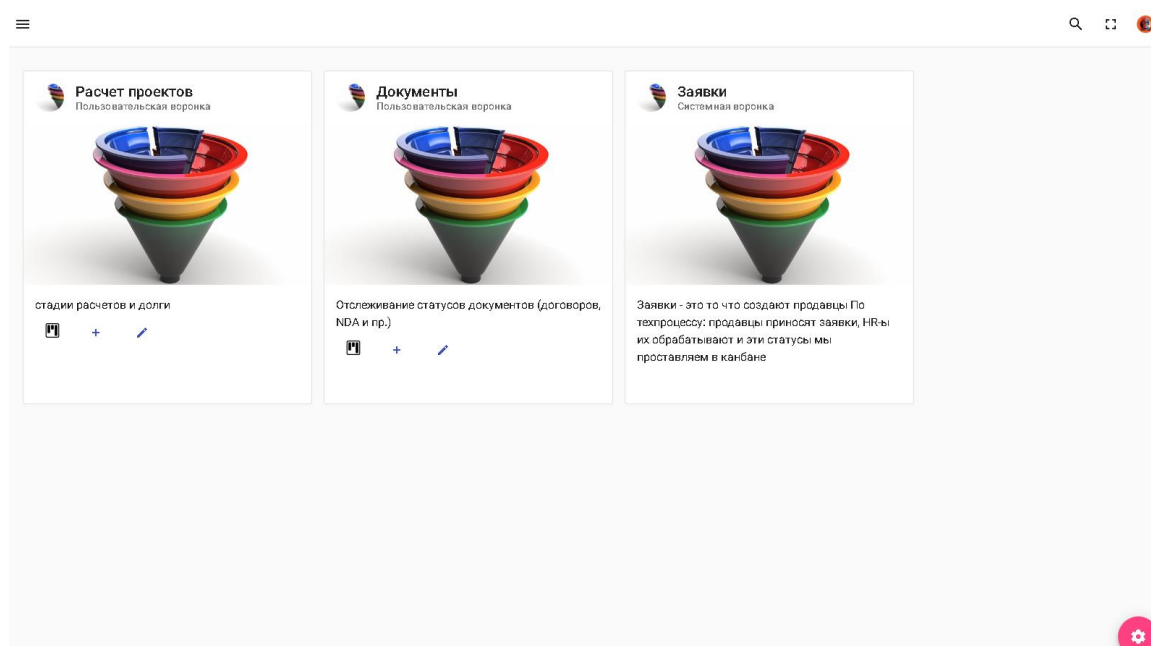 Расчет проектов
Пользовательская воронка
стадии расчетов и долги
Документы
Пользовательская воронка
Отслеживание статусов документов (договоров,
NDA и пр.)
Заявки
Системная воронка
Заявки - это то что создают продавцы По
техпроцессу: продавцы приносят заявки, HR-ы
их обрабатывают и эти статусы мы
проставляем в канбане